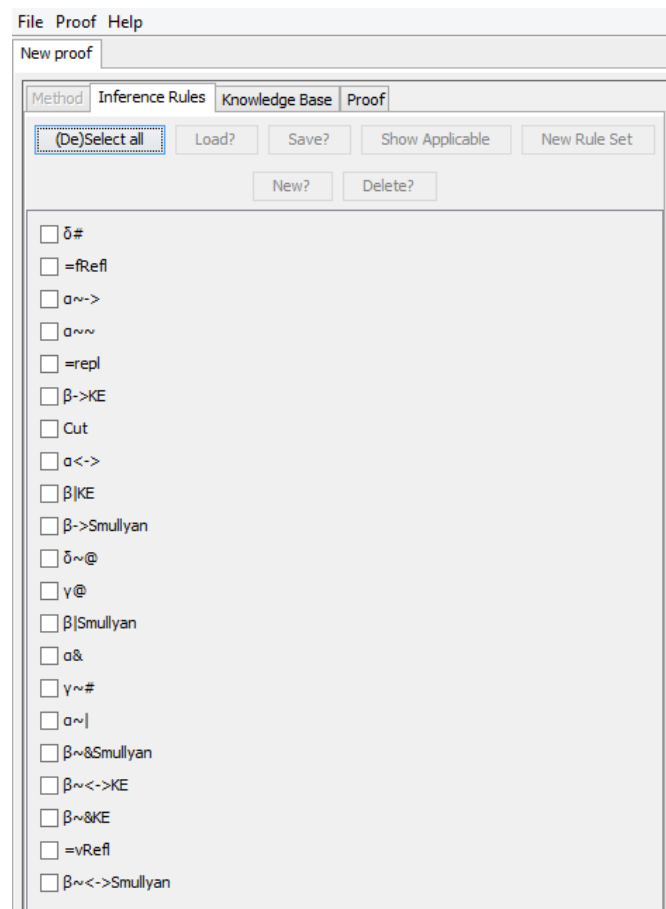 File Proof Help
New proof
Method Inference Rules Knowledge Base Proof
(De)Select all Load? Save? Show Applicable New Rule Set
New? Delete?
δ#
=fRefl
α~->
α~~
=repl
β->KE
Cut
α<->
β|KE
β->Smullyan
δ~@
γ@
β|Smullyan
α&
γ~#
α~|
β~&Smullyan
β~<->KE
β~&KE
=vRefl
β~<->Smullyan